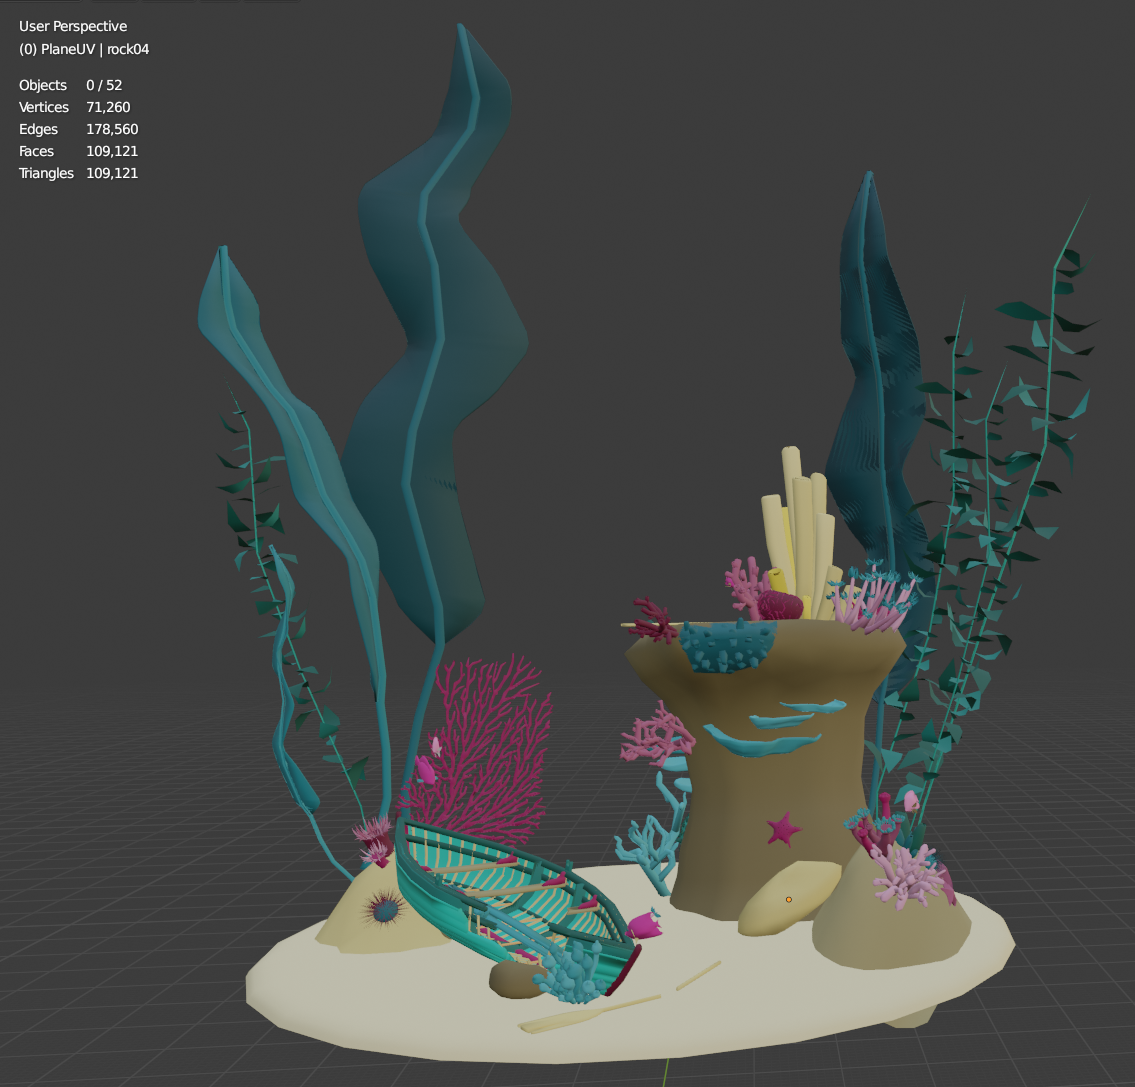 User Perspective
(0) PlaneUV | rock04
Objects 0 / 52
Vertices 71,260
Edges 178,560
Faces 109,121
Triangles 109,121